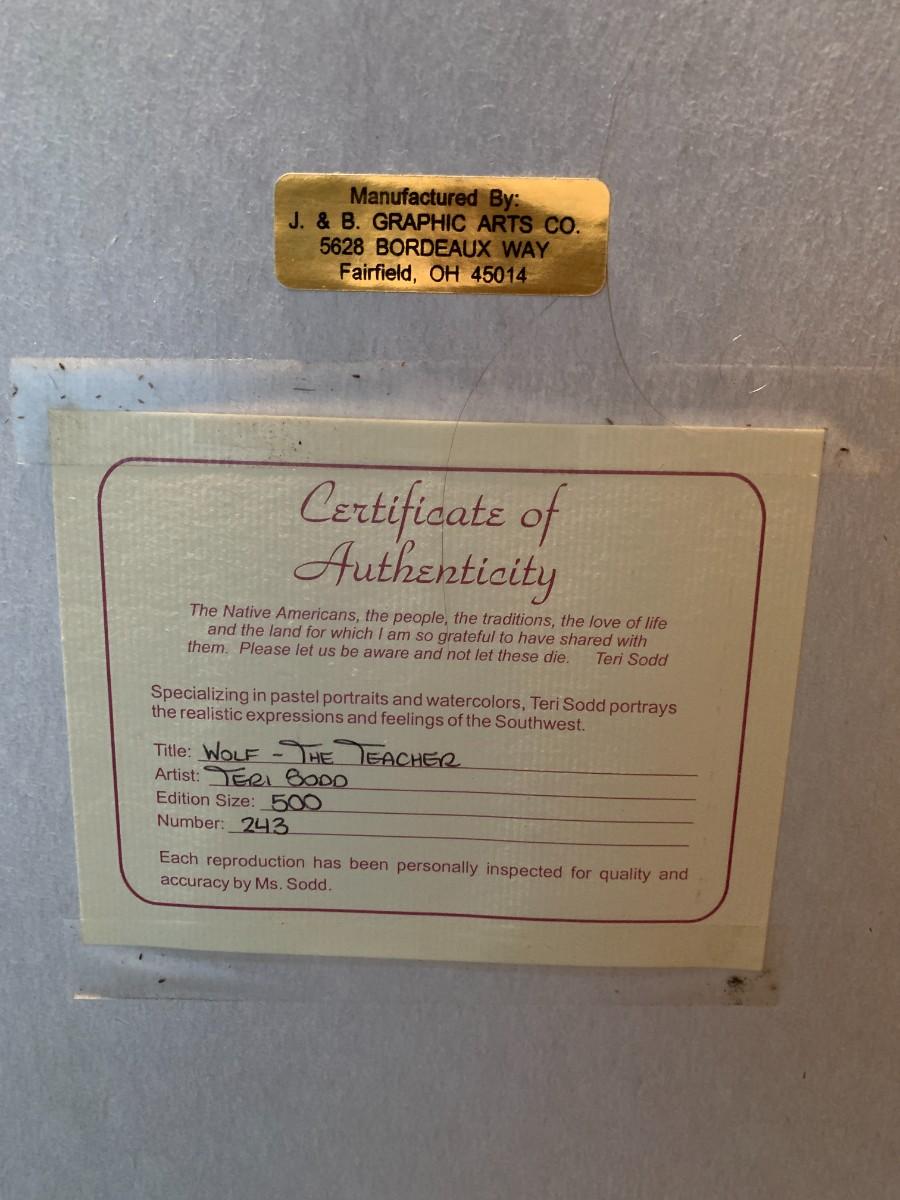 Manufactured By:
J. & B. GRAPHIC ARTS CO.
5628 BORDEAUX WAY
Fairfield, OH 45014
Certificate of
Authenticity
The Native Americans, the people, the traditions, the love of life
and the land for which I am so grateful to have shared with
them. Please let us be aware and not let these die. Teri Sodd
Specializing in pastel portraits and watercolors, Teri Sodd portrays
the realistic expressions and feelings of the Southwest.
Title: WOLF - THE TEACHER
Artist: TERI SODD
Edition Size: 500
Number: 243
Each reproduction has been personally inspected for quality and
accuracy by Ms. Sodd.